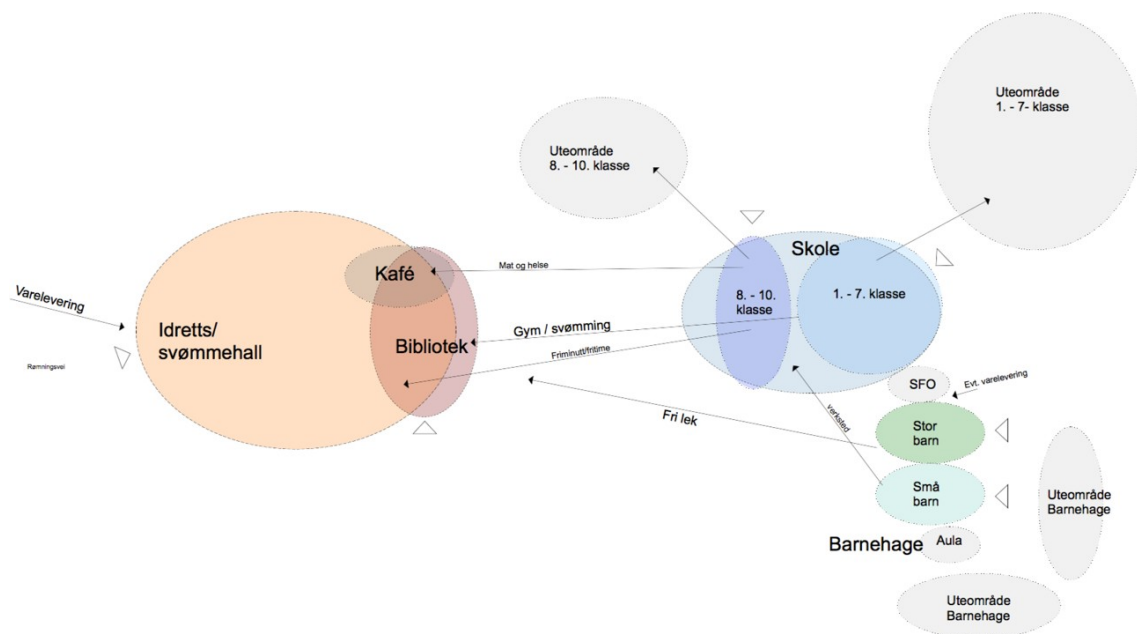 Uteområde
1. - 7- klasse
Uteområde
8. - 10. klasse
Skole
Kafé
Mat og helse
8. - 10.
klasse
1. - 7. klasse
Varelevering
Idretts/
svømmehall
Gym / svømming
Bibliotek
Friminutt/fritime
Rømningsvei
SFO
Evt. varelevering
Fri lek
verksted
Stor
barn
Små
barn
Uteområde
Barnehage
Barnehage
Aula
Uteområde
Barnehage